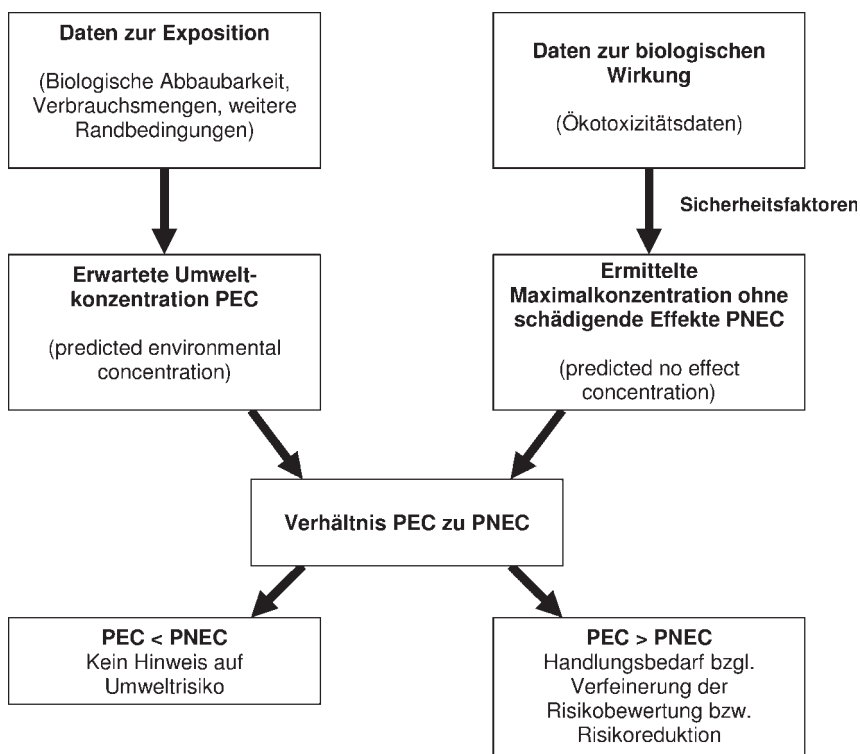 Daten zur Exposition
(Biologische Abbaubarkeit,
Verbrauchsmengen, weitere
Randbedingungen)
Daten zur biologischen
Wirkung
(Ökotoxizitätsdaten)
Sicherheitsfaktoren
Erwartete Umwelt-
konzentration PEC
(predicted environmental
concentration)
Ermittelte
Maximalkonzentration ohne
schädigende Effekte PNEC
(predicted no effect
concentration)
Verhältnis PEC zu PNEC
PEC < PNEC
Kein Hinweis auf
Umweltrisiko
PEC > PNEC
Handlungsbedarf bzgl.
Verfeinerung der
Risikobewertung bzw.
Risikoreduktion